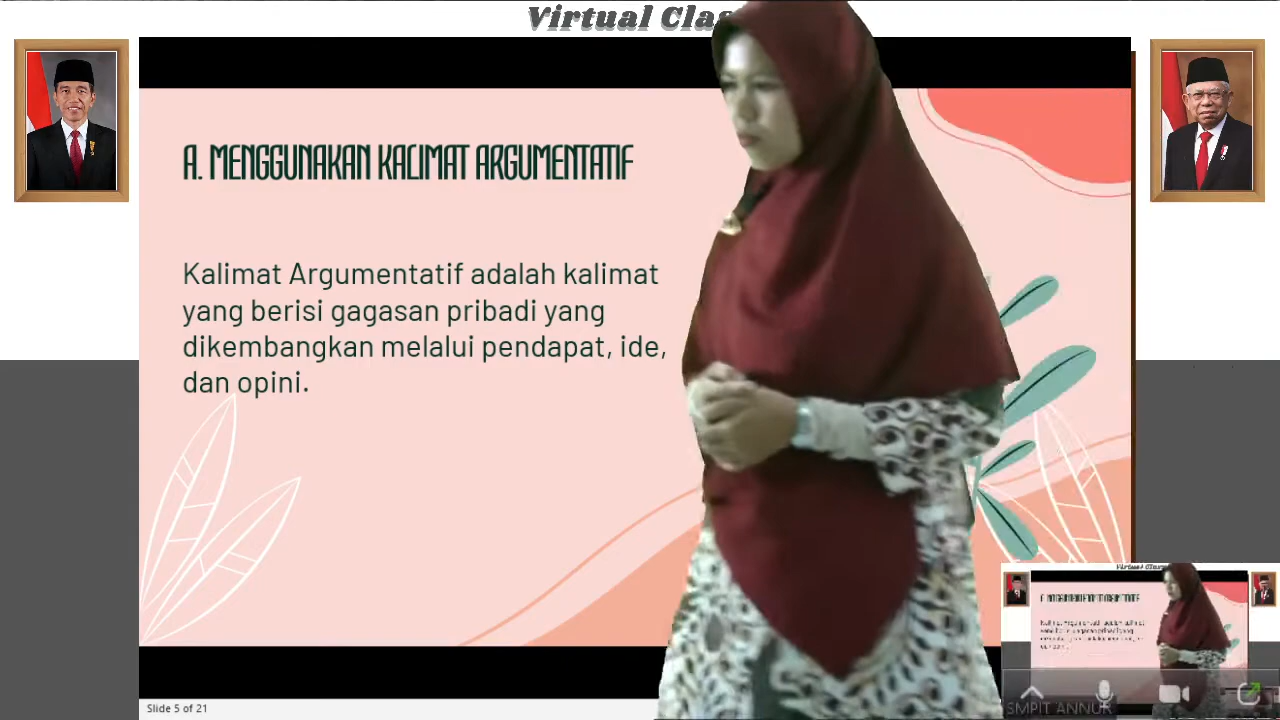 Virtual Clas
A. MENGGUNAKAN KALIMAT ARGUMENTATIF
Kalimat Argumentatif adalah kalimat
yang berisi gagasan pribadi yang
dikembangkan melalui pendapat, ide,
dan opini.
Slide 5 of 21
SMPIT ANNUR